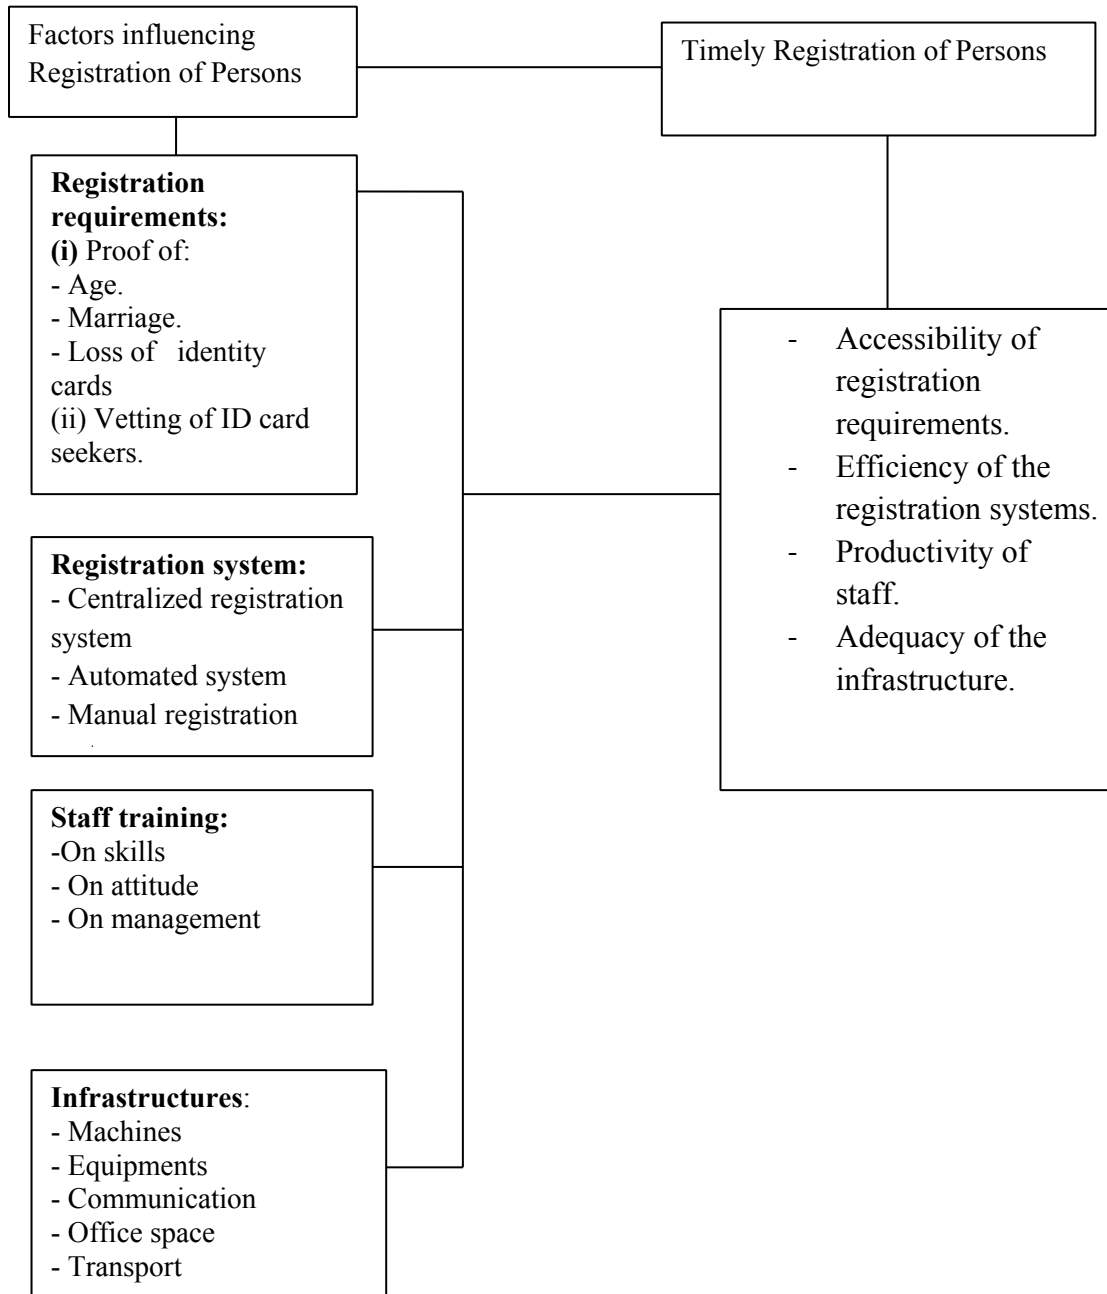 Factors influencing
Registration of Persons
Timely Registration of Persons
Registration
requirements:
(i) Proof of:
- Age.
- Marriage.
- Loss of identity
cards
(ii) Vetting of ID card
seekers.
Registration system:
- Centralized registration
system
- Automated system
- Manual registration
Staff training:
-On skills
- On attitude
- On management
Infrastructures:
- Machines
- Equipments
- Communication
- Office space
- Transport
- Accessibility of
registration
requirements.
- Efficiency of the
registration systems.
- Productivity of
staff.
- Adequacy of the
infrastructure.